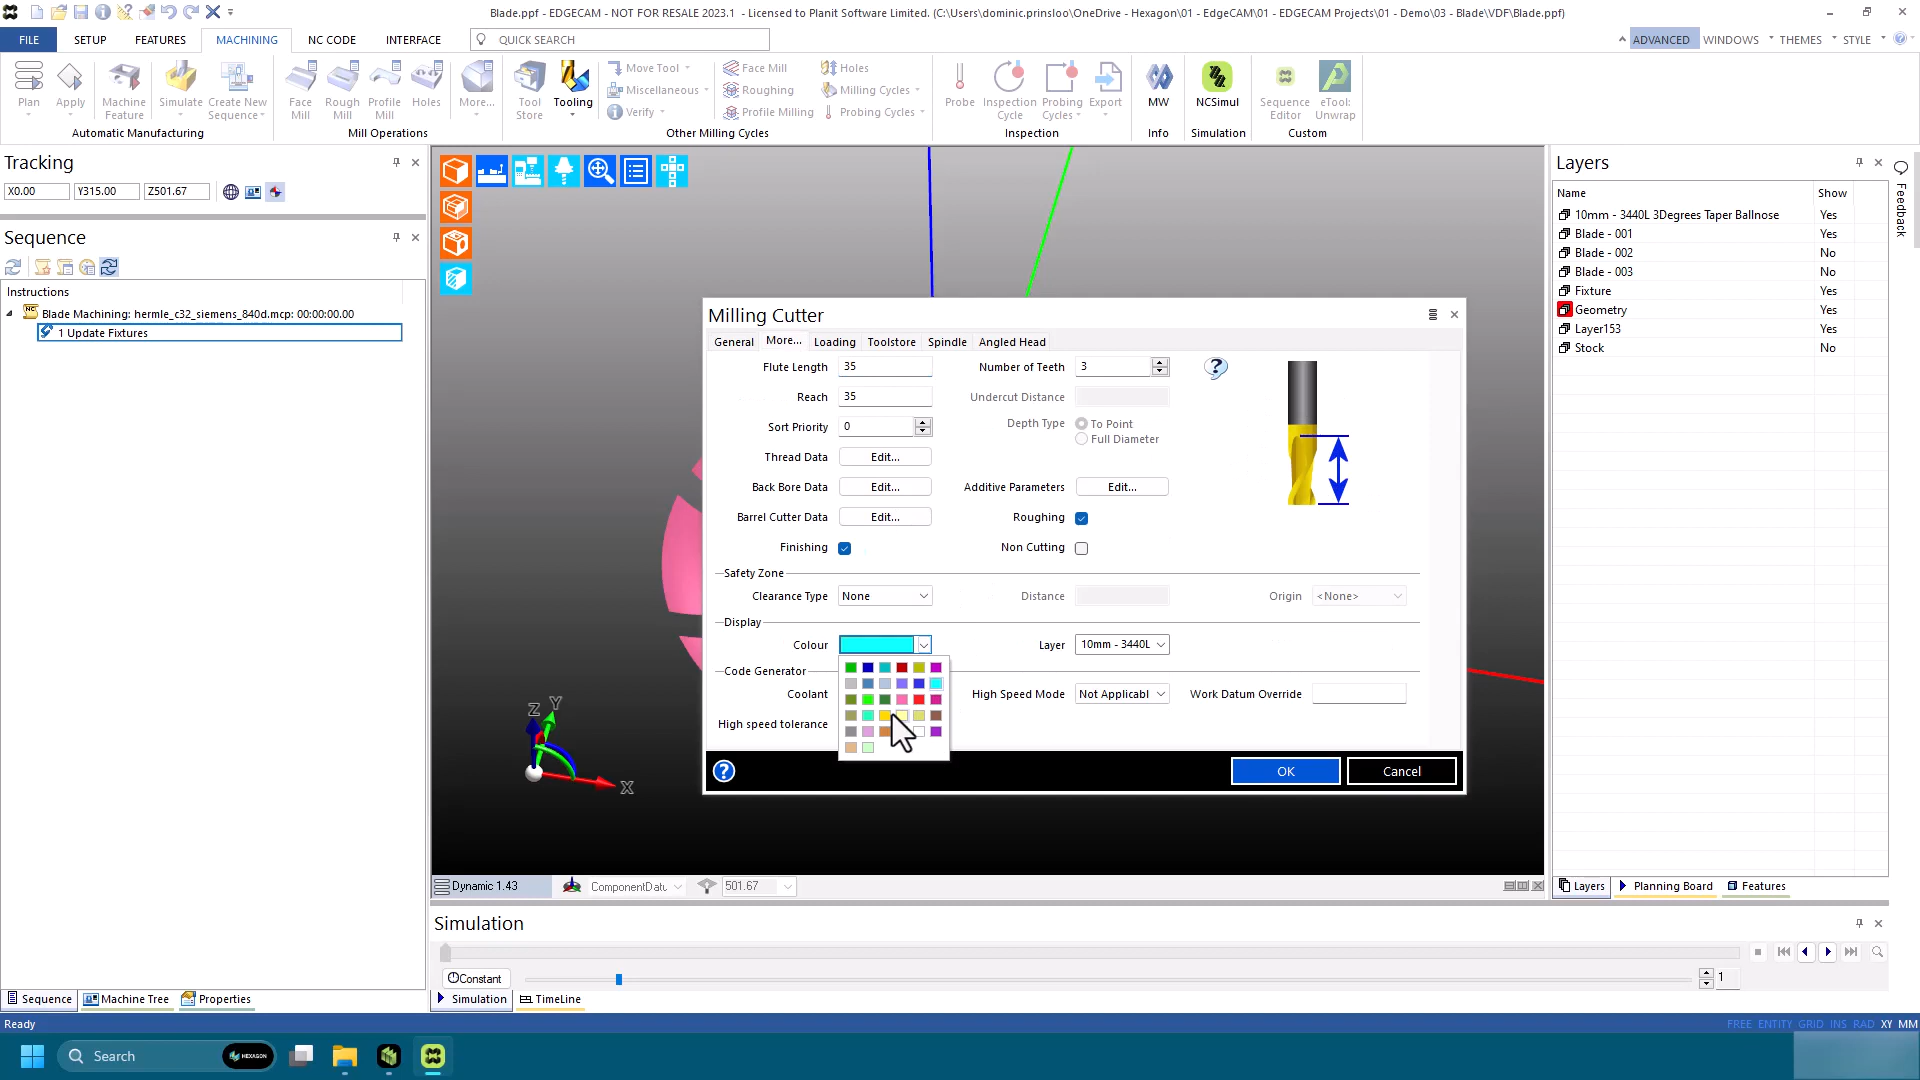 Blade.ppf - EDGECAM - NOT FOR RESALE 2023.1 - Licensed to Planit Software Limited. (C:\Users\dominic.prinsloo\OneDrive - Hexagon\01 - EdgeCAM\01 - EDGECAM Projects\01 - Demo\03 - Blade\VDF\Blade.ppf)
FILE SETUP FEATURES MACHINING NC CODE INTERFACE QUICK SEARCH ADVANCED WINDOWS THEMES STYLE
Plan Apply Machine Feature Simulate Create New Sequence Face Mill Rough Mill Profile Mill Holes More... Tool Store Tooling
Move Tool Face Mill Holes
Miscellaneous Roughing Milling Cycles
Verify Profile Milling Probing Cycles
Probe Inspection Cycle Probing Cycles Export MW NCSimul Sequence Editor eTool: Unwrap
Automatic Manufacturing Mill Operations Other Milling Cycles Inspection Info Simulation Custom
Tracking
X0.00 Y315.00 Z501.67
Sequence
Instructions
Blade Machining: hermle_c32_siemens_840d.mcp: 00:00:00.00
1 Update Fixtures
Sequence Machine Tree Properties
Milling Cutter
General More... Loading Toolstore Spindle Angled Head
Flute Length 35 Number of Teeth 3
Reach 35 Undercut Distance
Sort Priority 0 Depth Type To Point
Full Diameter
Thread Data Edit...
Back Bore Data Edit... Additive Parameters Edit...
Barrel Cutter Data Edit... Roughing
Finishing Non Cutting
Safety Zone
Clearance Type None Distance Origin <None>
Display
Colour Layer 10mm - 3440L
Code Generator
Coolant High Speed Mode Not Applicabl Work Datum Override
High speed tolerance
OK Cancel
Z Y X
Dynamic 1.43 ComponentDatu 501.67
Layers
Name Show
10mm - 3440L 3Degrees Taper Ballnose Yes
Blade - 001 Yes
Blade - 002 No
Blade - 003 No
Fixture Yes
Geometry Yes
Layer153 Yes
Stock No
Feedback
Layers Planning Board Features
Simulation
Constant 1
Simulation TimeLine
Ready FREE ENTITY GRID INS RAD XY MM
Search HEXAGON